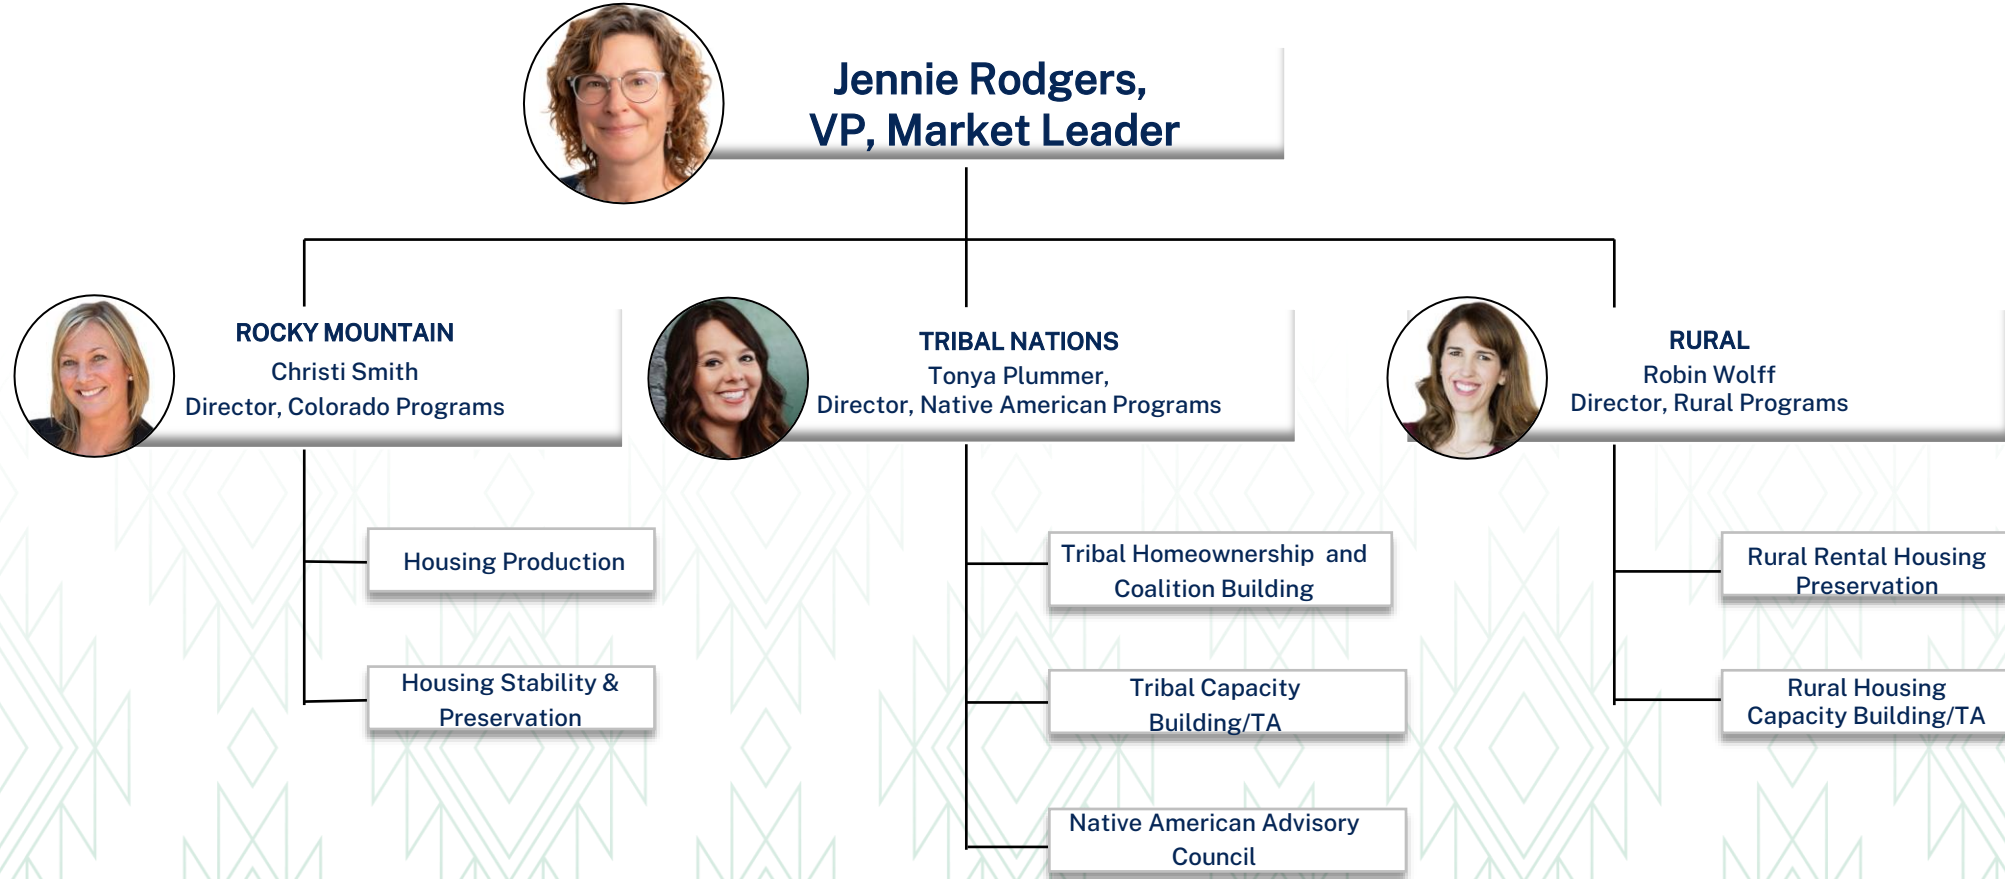 Jennie Rodgers,
VP, Market Leader
ROCKY MOUNTAIN
Christi Smith
Director, Colorado Programs
TRIBAL NATIONS
Tonya Plummer,
Director, Native American Programs
RURAL
Robin Wolff
Director, Rural Programs
Housing Production
Housing Stability &
Preservation
Tribal Homeownership and
Coalition Building
Tribal Capacity
Building/TA
Native American Advisory
Council
Rural Rental Housing
Preservation
Rural Housing
Capacity Building/TA